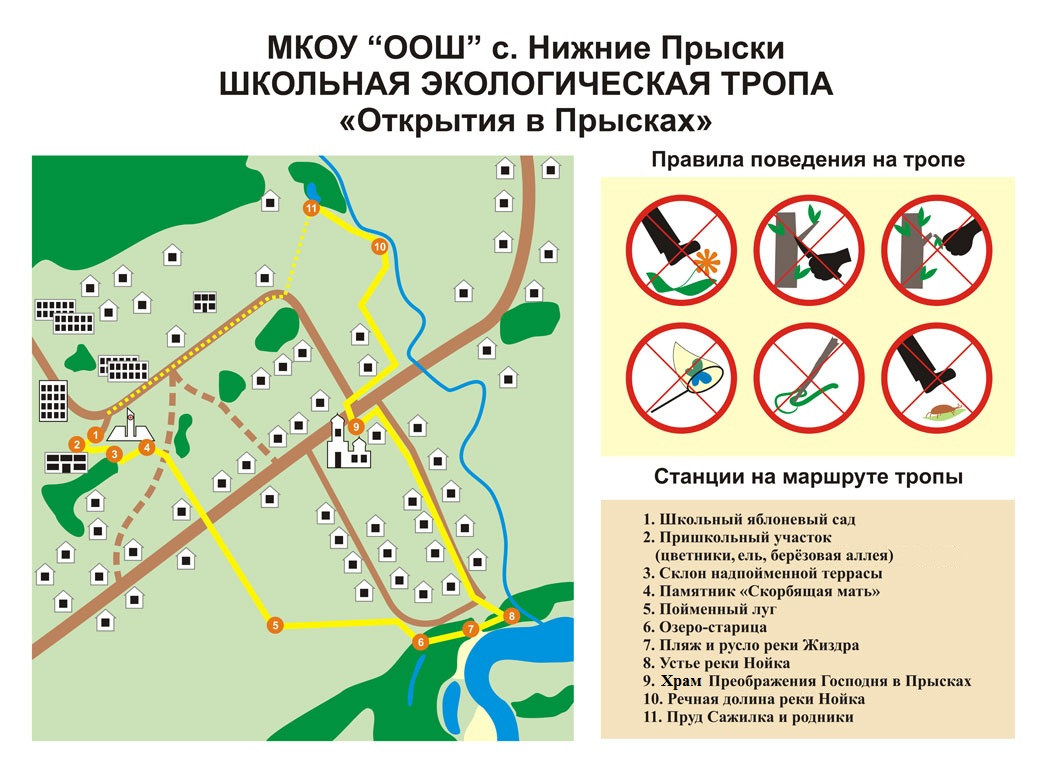 МКОУ “ООШ” с. Нижние Прыски
ШКОЛЬНАЯ ЭКОЛОГИЧЕСКАЯ ТРОПА
«Открытия в Прысках»
Правила поведения на тропе
11
10
9
1
2
3
4
5
6
7
8
Станции на маршруте тропы
1. Школьный яблоневый сад
2. Пришкольный участок
(цветники, ель, берёзовая аллея)
3. Склон надпойменной террасы
4. Памятник «Скорбящая мать»
5. Пойменный луг
6. Озеро-старица
7. Пляж и русло реки Жиздра
8. Устье реки Нойка
9. Храм Преображения Господня в Прысках
10. Речная долина реки Нойка
11. Пруд Сажилка и родники